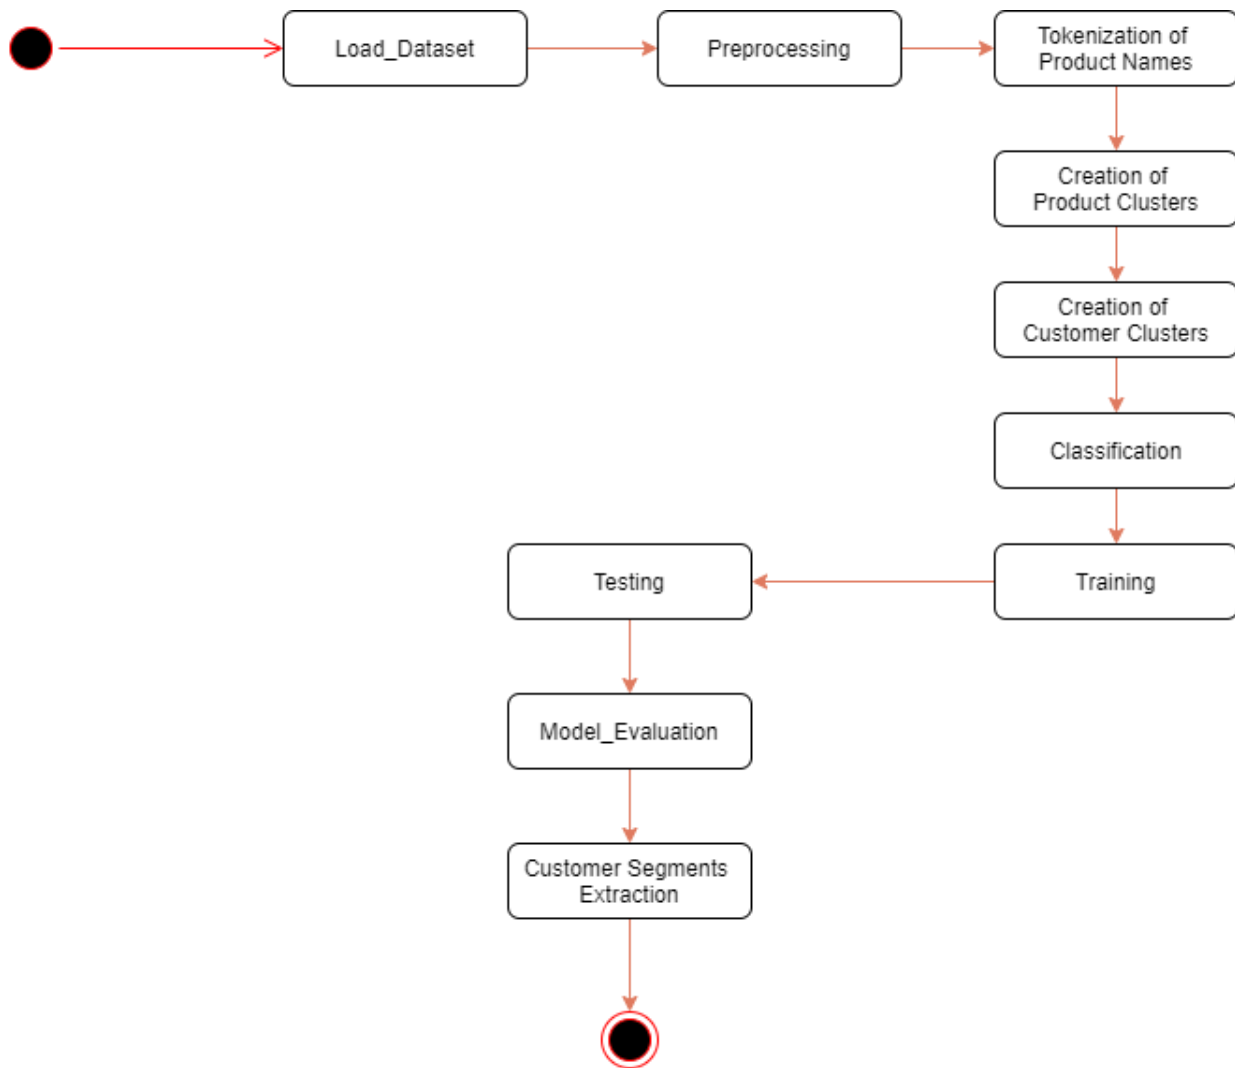 Load_Dataset
Preprocessing
Tokenization of
Product Names
Creation of
Product Clusters
Creation of
Customer Clusters
Classification
Training
Testing
Model_Evaluation
Customer Segments
Extraction